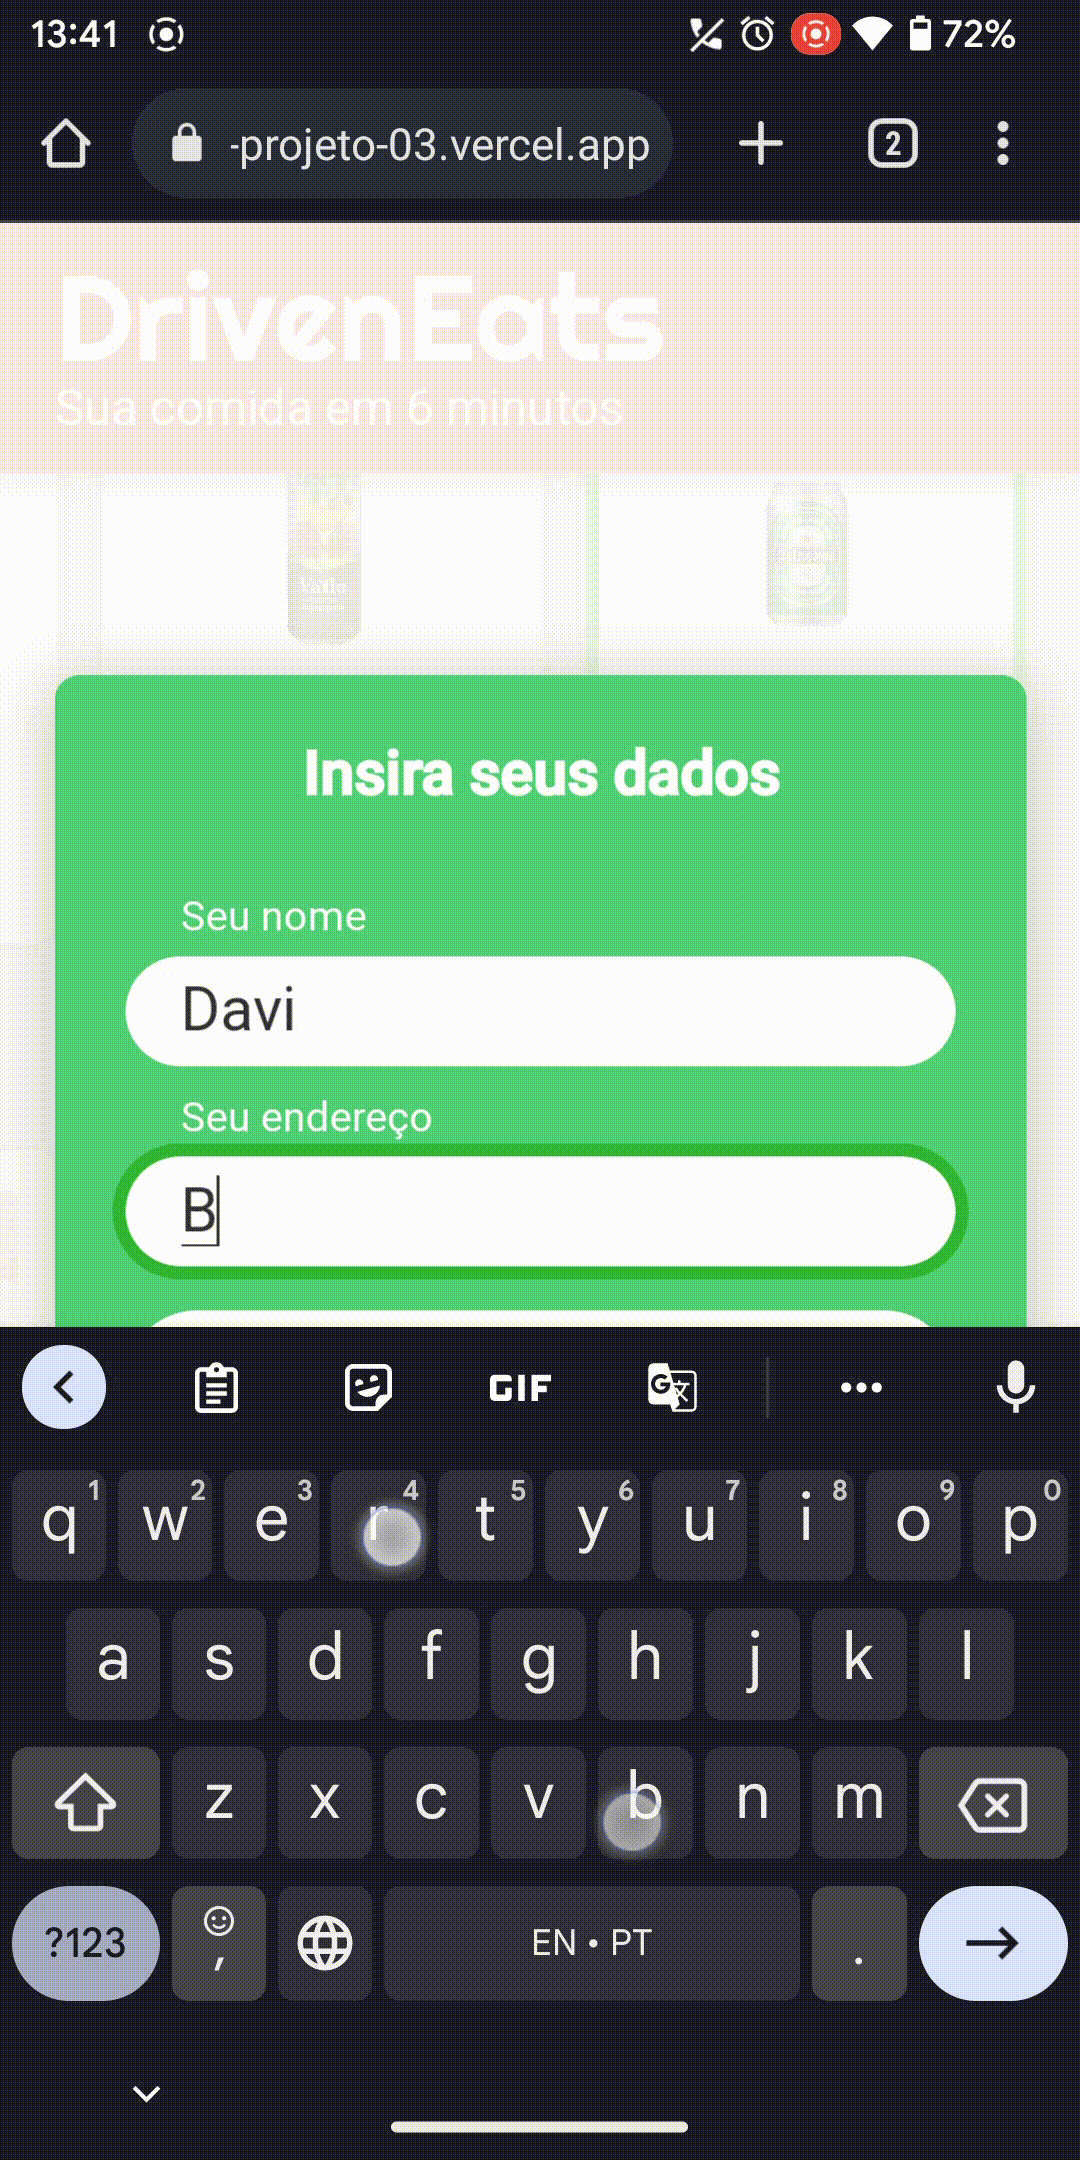 13:41 72%
-projeto-03.vercel.app 2
DrivenEats
Sua comida em 6 minutos
Insira seus dados
Seu nome
Davi
Seu endereço
B
GIF
q1 w2 e3 r4 t5 y6 u7 i8 o9 p0
a s d f g h j k l
z x c v b n m
?123 , EN • PT .